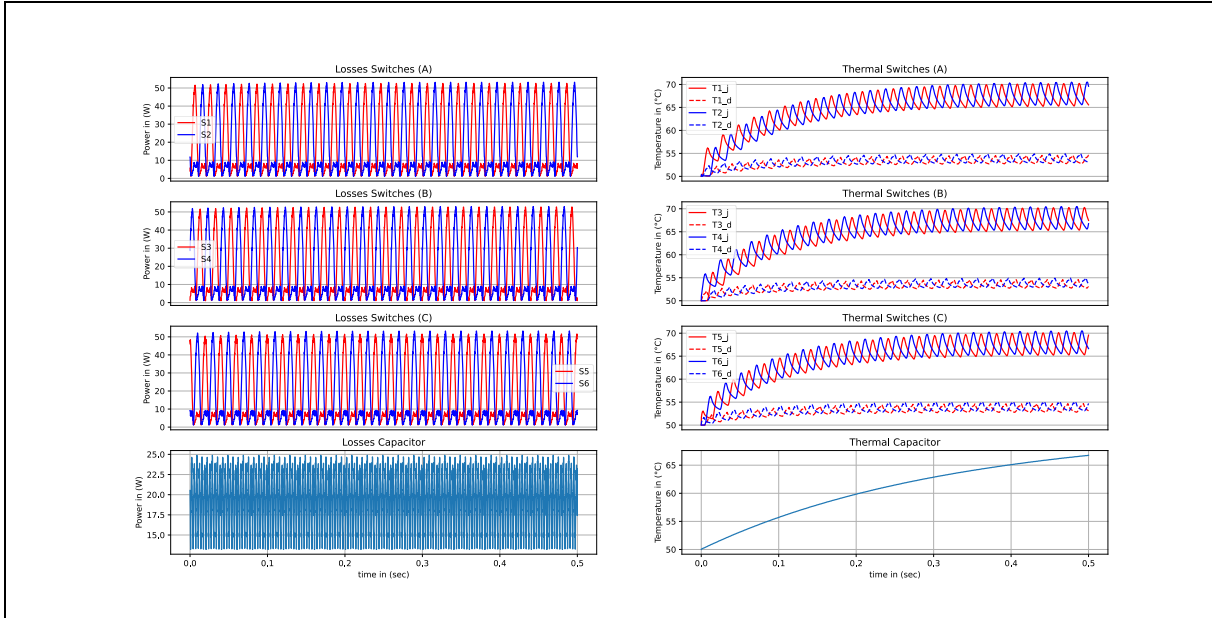 Losses Switches (A)
Power in (W)
50
40
30
20
10
0
S1
S2
Losses Switches (B)
Power in (W)
50
40
30
20
10
0
S3
S4
Losses Switches (C)
Power in (W)
50
40
30
20
10
0
S5
S6
Losses Capacitor
Power in (W)
25.0
22.5
20.0
17.5
15.0
0.0 0.1 0.2 0.3 0.4 0.5
time in (sec)
Thermal Switches (A)
Temperature in (°C)
70
65
60
55
50
T1_j
T1_d
T2_j
T2_d
Thermal Switches (B)
Temperature in (°C)
70
65
60
55
50
T3_j
T3_d
T4_j
T4_d
Thermal Switches (C)
Temperature in (°C)
70
65
60
55
50
T5_j
T5_d
T6_j
T6_d
Thermal Capacitor
Temperature in (°C)
65
60
55
50
0.0 0.1 0.2 0.3 0.4 0.5
time in (sec)